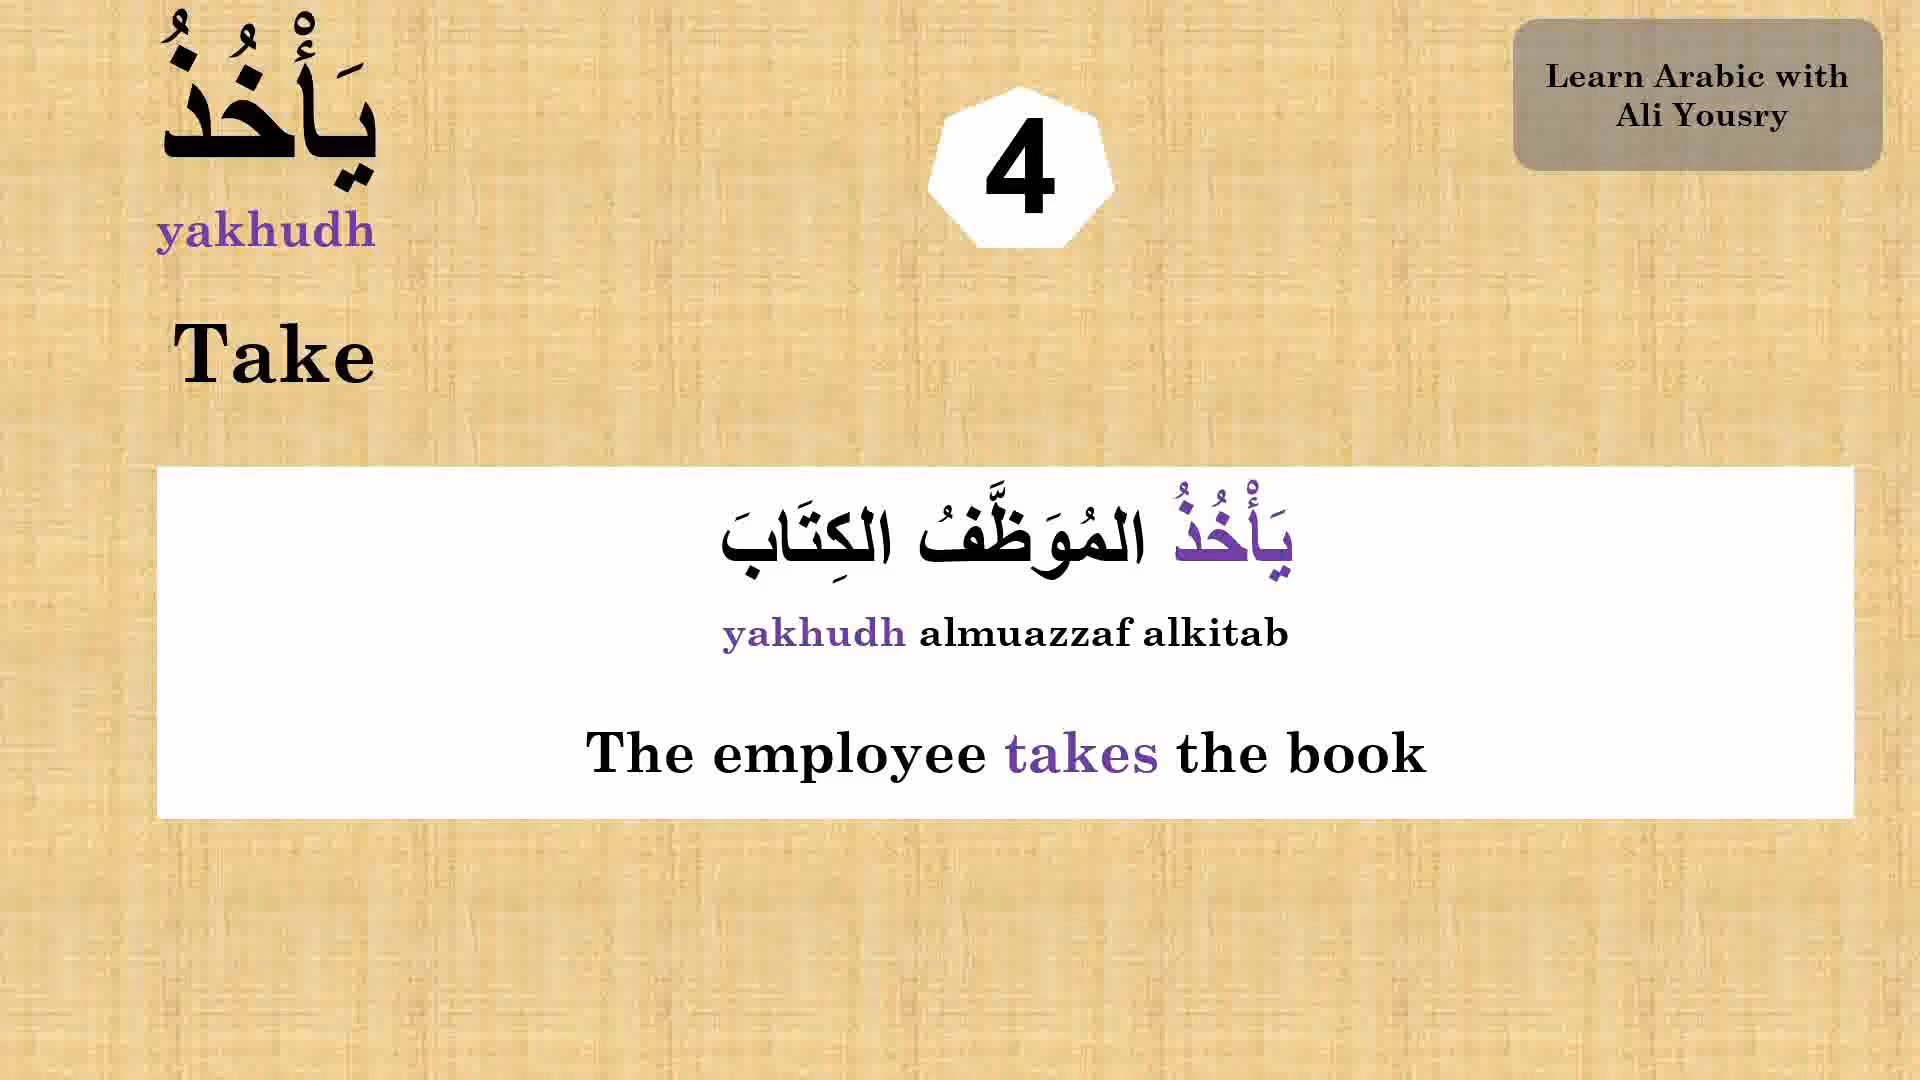 يَأْخُذُ
yakhudh
Take
4
Learn Arabic with
Ali Yousry
يَأْخُذُ المُوَظَّفُ الكِتَابَ
yakhudh almuazzaf alkitab
The employee takes the book